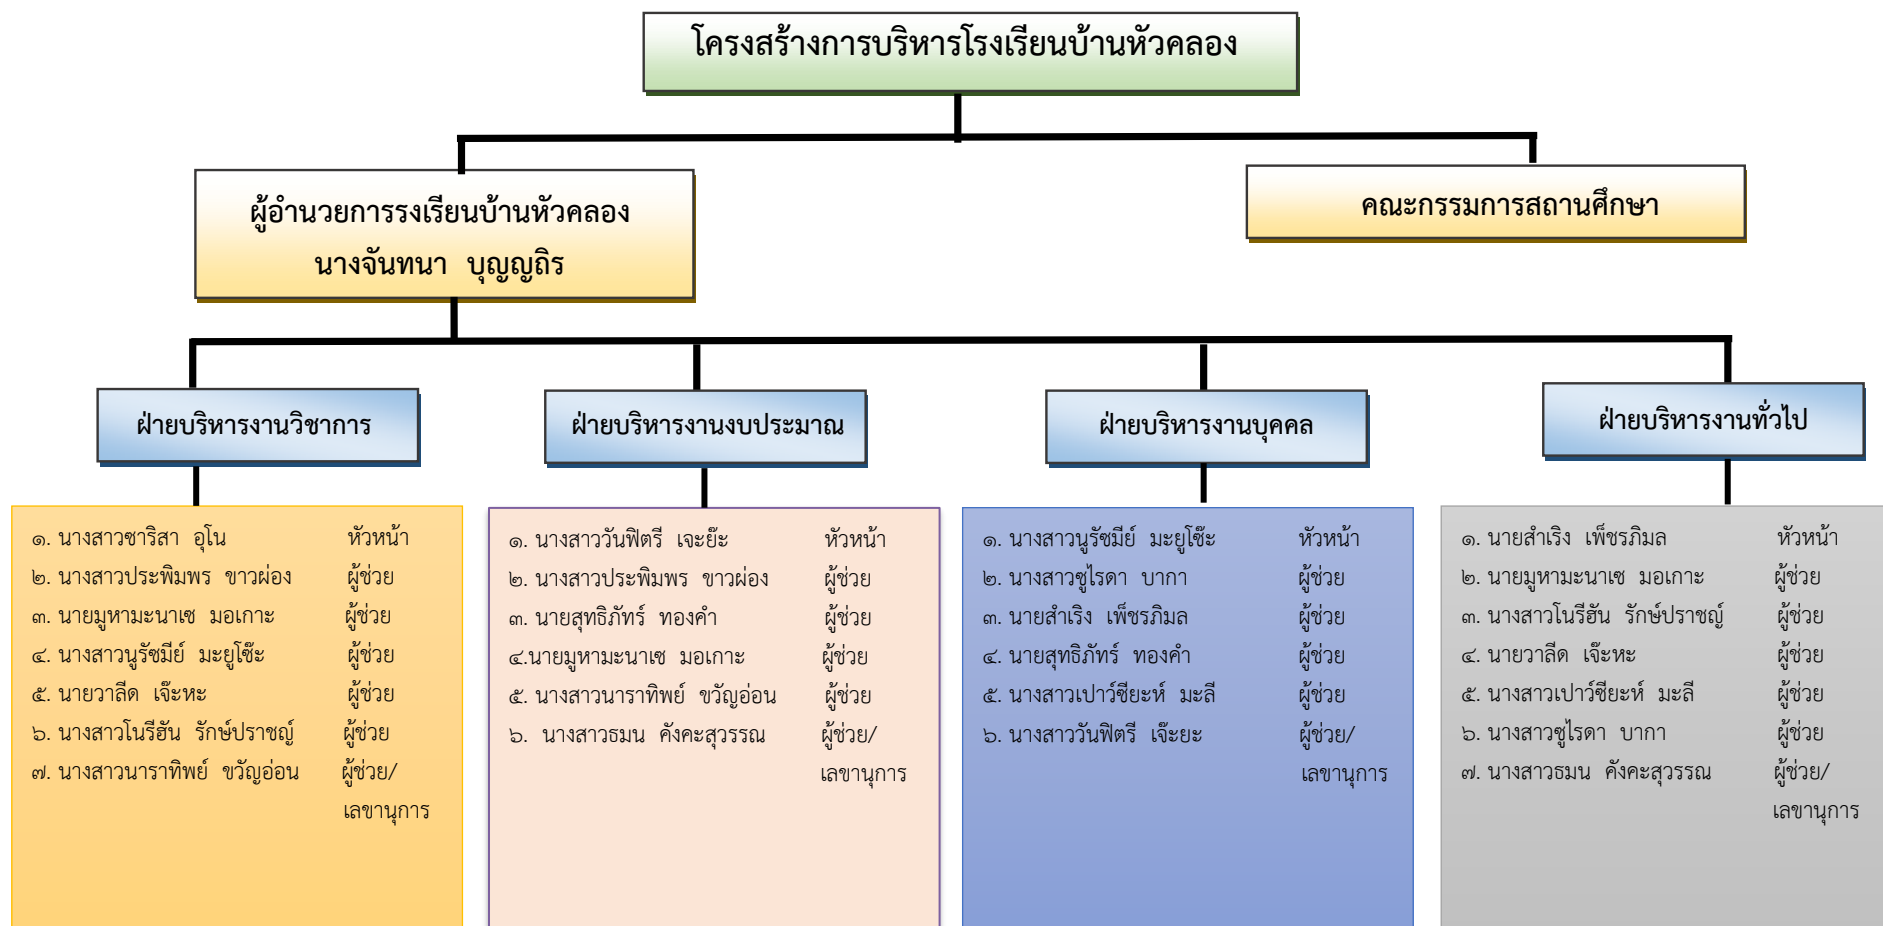 โครงสร้างการบริหารโรงเรียนบ้านหัวคลอง
ผู้อำนวยการรงเรียนบ้านหัวคลอง
นางจันทนา บุญญถิร
คณะกรรมการสถานศึกษา
ฝ่ายบริหารงานวิชาการ
๑. นางสาวซาริสา อุโน หัวหน้า
๒. นางสาวประพิมพร ขาวผ่อง ผู้ช่วย
๓. นายมูหามะนาเซ มอเกาะ ผู้ช่วย
๔. นางสาวนูรัซมีย์ มะยูโซ๊ะ ผู้ช่วย
๕. นายวาลีด เจ๊ะหะ ผู้ช่วย
๖. นางสาวโนรีฮัน รักษ์ปราชญ์ ผู้ช่วย
๗. นางสาวนาราทิพย์ ขวัญอ่อน ผู้ช่วย/
เลขานุการ
ฝ่ายบริหารงานงบประมาณ
๑. นางสาววันฟิตรี เจะยิะ หัวหน้า
๒. นางสาวประพิมพร ขาวผ่อง ผู้ช่วย
๓. นายสุทธิภัทร์ ทองคำ ผู้ช่วย
๔.นายมูหามะนาเซ มอเกาะ ผู้ช่วย
๕. นางสาวนาราทิพย์ ขวัญอ่อน ผู้ช่วย
๖. นางสาวธมน คังคะสุวรรณ ผู้ช่วย/
เลขานุการ
ฝ่ายบริหารงานบุคคล
๑. นางสาวนูรัซมีย์ มะยูโซ๊ะ หัวหน้า
๒. นางสาวซูไรดา บากา ผู้ช่วย
๓. นายสำเริง เพ็ชรภิมล ผู้ช่วย
๔. นายสุทธิภัทร์ ทองคำ ผู้ช่วย
๕. นางสาวเปาว์ซียะห์ มะลี ผู้ช่วย
๖. นางสาววันฟิตรี เจ๊ะยะ ผู้ช่วย/
เลขานุการ
ฝ่ายบริหารงานทั่วไป
๑. นายสำเริง เพ็ชรภิมล หัวหน้า
๒. นายมูหามะนาเซ มอเกาะ ผู้ช่วย
๓. นางสาวโนรีฮัน รักษ์ปราชญ์ ผู้ช่วย
๔. นายวาลีด เจ๊ะหะ ผู้ช่วย
๕. นางสาวเปาว์ซียะห์ มะลี ผู้ช่วย
๖. นางสาวซูไรดา บากา ผู้ช่วย
๗. นางสาวธมน คังคะสุวรรณ ผู้ช่วย/
เลขานุการ